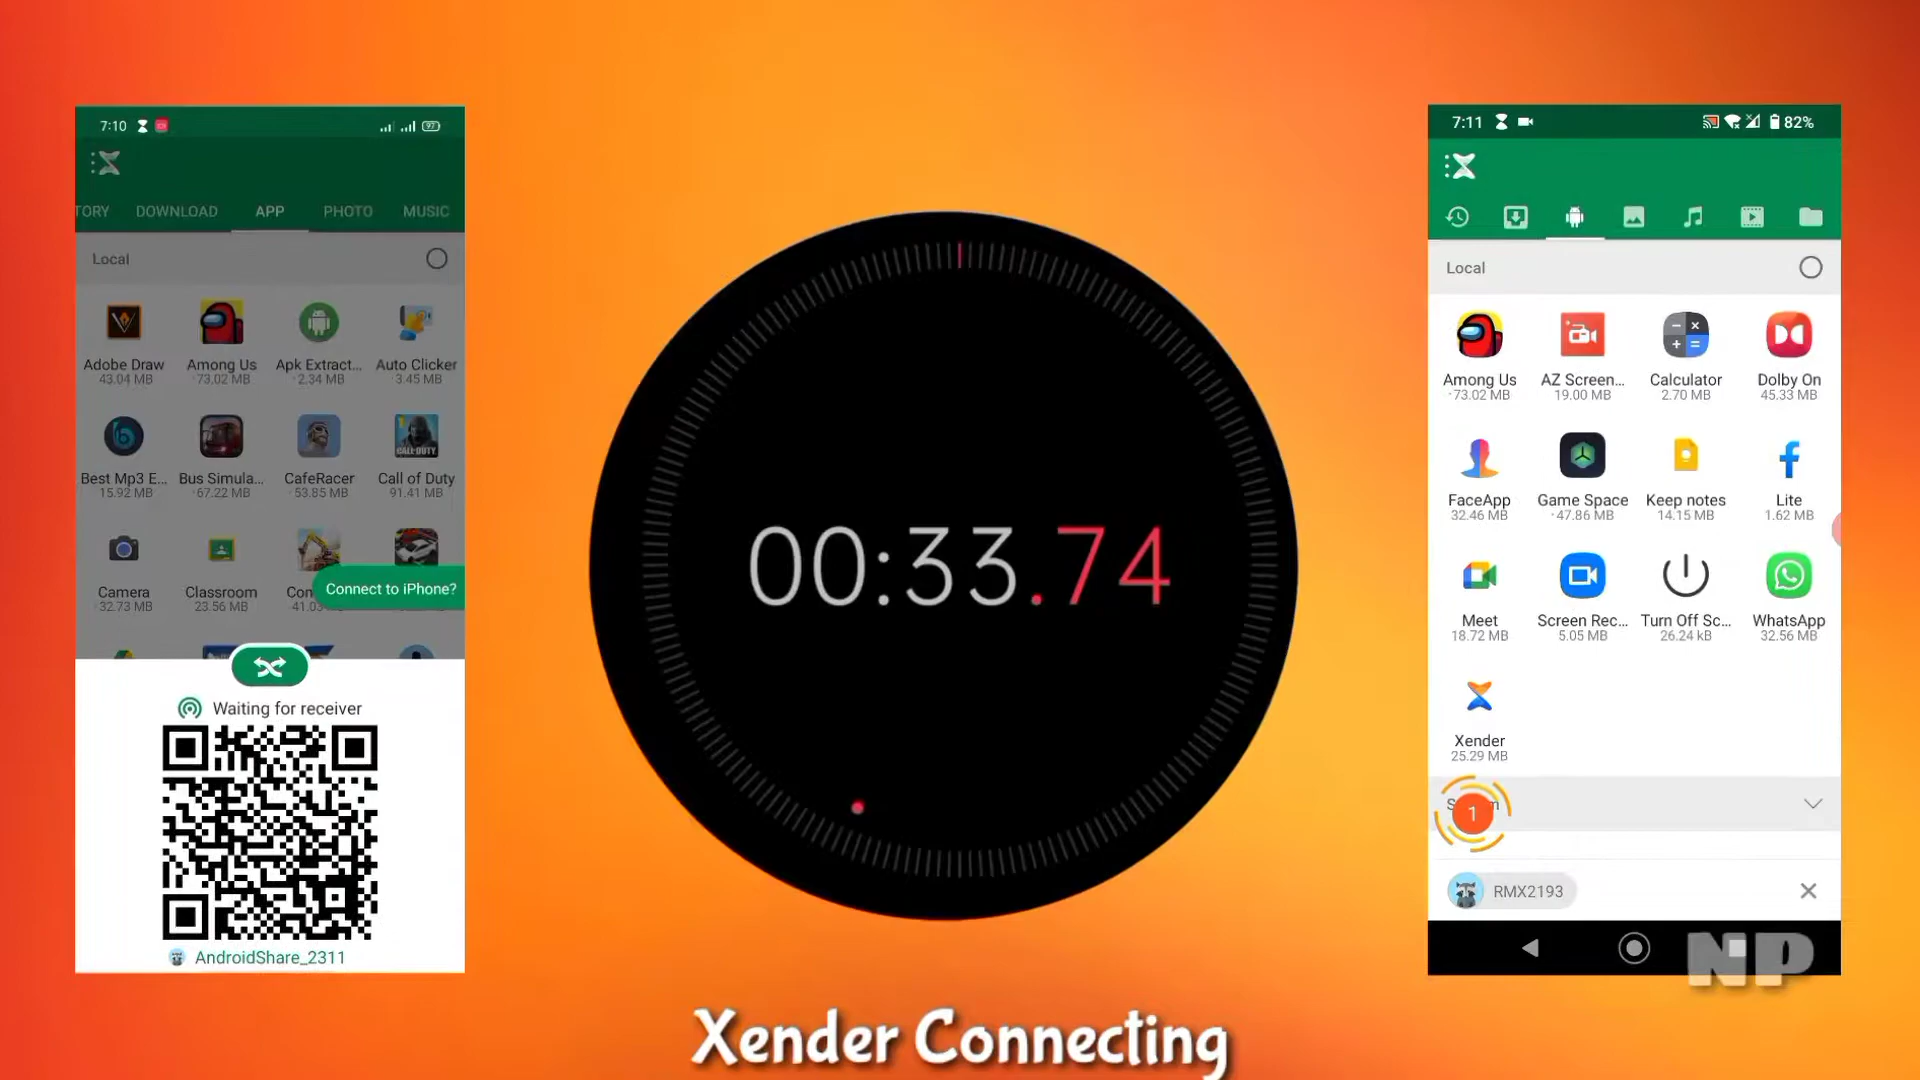 7:10
97
TORY DOWNLOAD APP PHOTO MUSIC
Local
Adobe Draw Among Us Apk Extract... Auto Clicker
43.04 MB 73.02 MB 2.34 MB 3.45 MB
CALL OF DUTY
Best Mp3 E... Bus Simula... CafeRacer Call of Duty
15.92 MB 67.22 MB 53.85 MB 91.41 MB
Camera Classroom Con
32.73 MB 23.56 MB 41.03
Connect to iPhone?
Waiting for receiver
AndroidShare_2311
00:33.74
7:11
82%
Local
Among Us AZ Screen... Calculator Dolby On
73.02 MB 19.00 MB 2.70 MB 45.33 MB
FaceApp Game Space Keep notes Lite
32.46 MB 47.86 MB 14.15 MB 1.62 MB
Meet Screen Rec... Turn Off Sc... WhatsApp
18.72 MB 5.05 MB 26.24 kB 32.56 MB
Xender
25.29 MB
1
RMX2193
NP
Xender Connecting